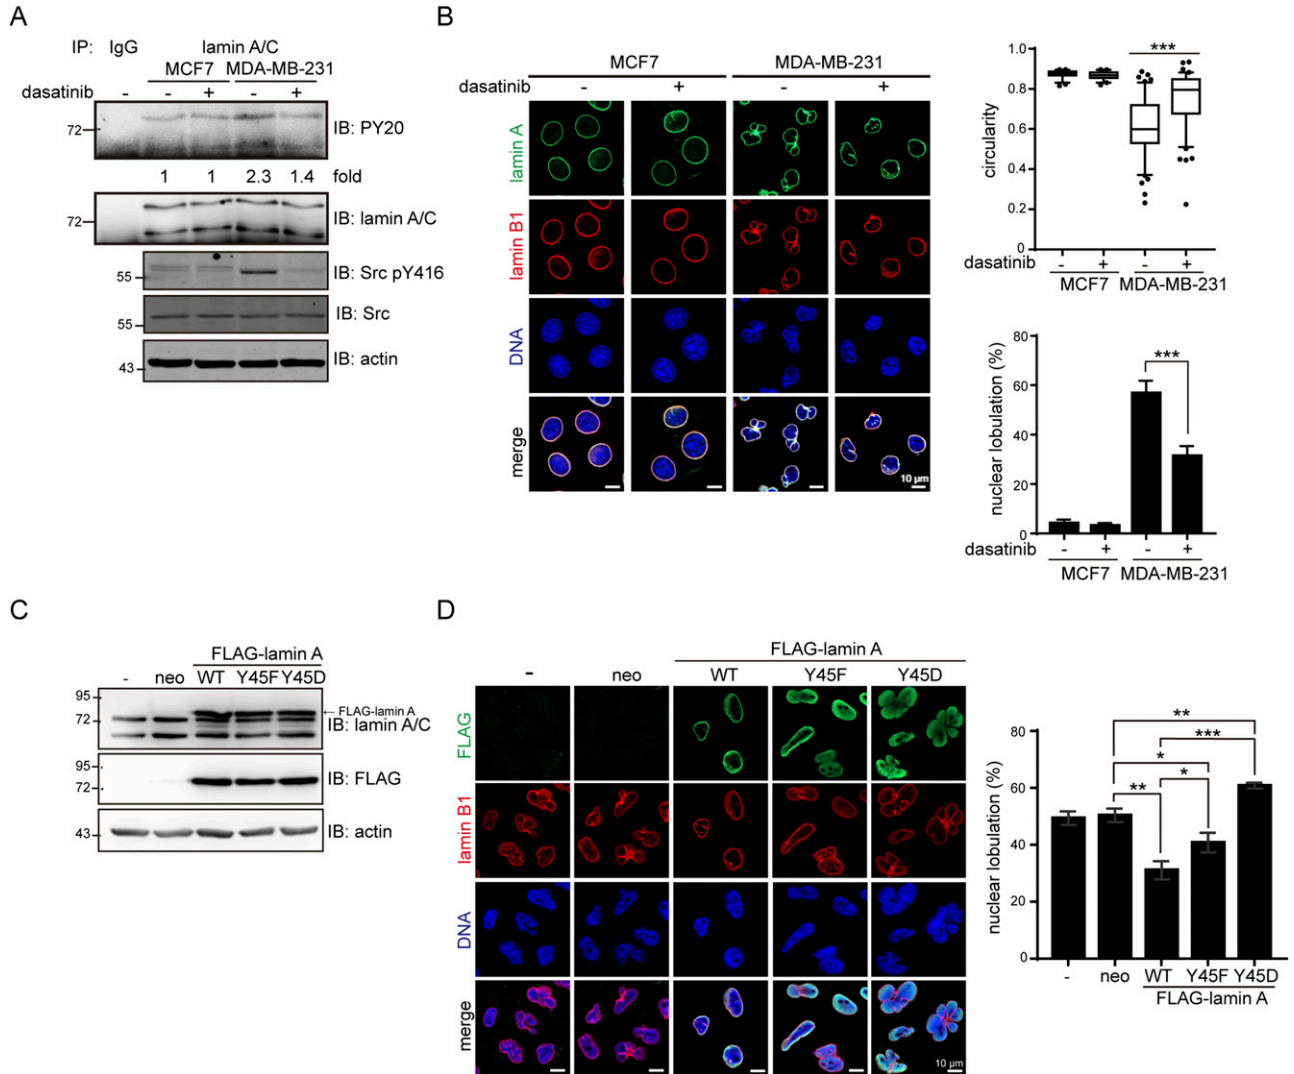 A
IP: IgG lamin A/C
MCF7 MDA-MB-231
dasatinib - - + - +
72 IB: PY20
1 1 2.3 1.4 fold
72 IB: lamin A/C
55 IB: Src pY416
55 IB: Src
43 IB: actin
B
MCF7 MDA-MB-231
dasatinib - + - +
lamin A
lamin B1
DNA
merge
10 µm
***
1.0
0.8
0.6
0.4
0.2
0
circularity
dasatinib - + - +
MCF7 MDA-MB-231
***
80
60
40
20
0
nuclear lobulation (%)
dasatinib - + - +
MCF7 MDA-MB-231
C
FLAG-lamin A
- neo WT Y45F Y45D
95
72
←FLAG-lamin A
IB: lamin A/C
95
72
IB: FLAG
43 IB: actin
D
FLAG-lamin A
- neo WT Y45F Y45D
FLAG
lamin B1
DNA
merge
10 µm
**
***
*
** *
80
60
40
20
0
nuclear lobulation (%)
- neo WT Y45F Y45D
FLAG-lamin A